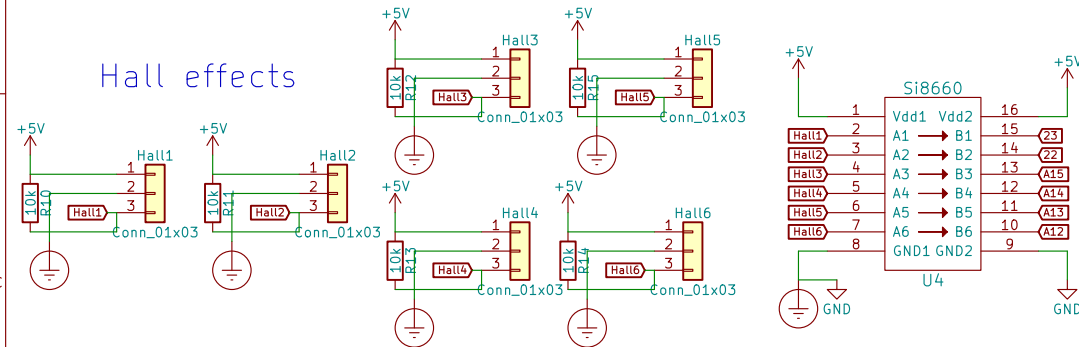 Hall effects
+5V
Hall1
1
2
3
10k
R10
Hall1
Conn_01x03
+5V
Hall2
1
2
3
10k
R11
Hall2
Conn_01x03
+5V
Hall3
1
2
3
10k
R12
Hall3
Conn_01x03
+5V
Hall5
1
2
3
10k
R15
Hall5
Conn_01x03
+5V
Hall4
1
2
3
10k
R13
Hall4
Conn_01x03
+5V
Hall6
1
2
3
10k
R14
Hall6
Conn_01x03
+5V
+5V
Si8660
1 Vdd1 Vdd2 16
Hall1 2 A1 B1 15 23
Hall2 3 A2 B2 14 22
Hall3 4 A3 B3 13 A15
Hall4 5 A4 B4 12 A14
Hall5 6 A5 B5 11 A13
Hall6 7 A6 B6 10 A12
8 GND1 GND2 9
U4
GND
GND